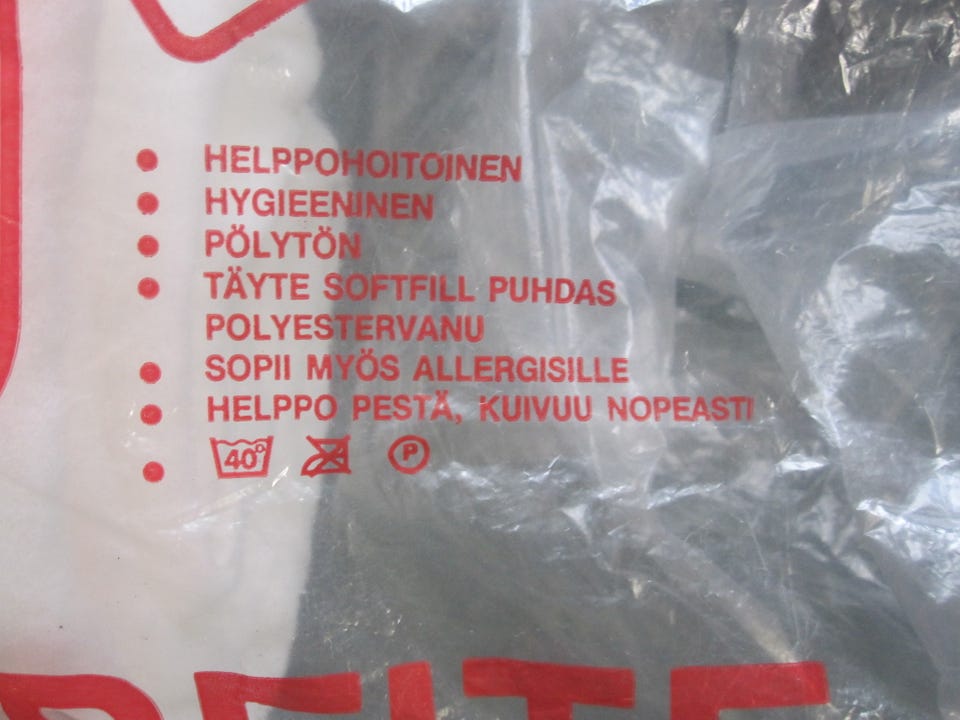 ● HELPPOHOITOINEN
● HYGIEENINEN
● PÖLYTÖN
● TÄYTE SOFTFILL PUHDAS
POLYESTERVANU
● SOPII MYÖS ALLERGISILLE
● HELPPO PESTÄ, KUIVUU NOPEASTI
● 40° P